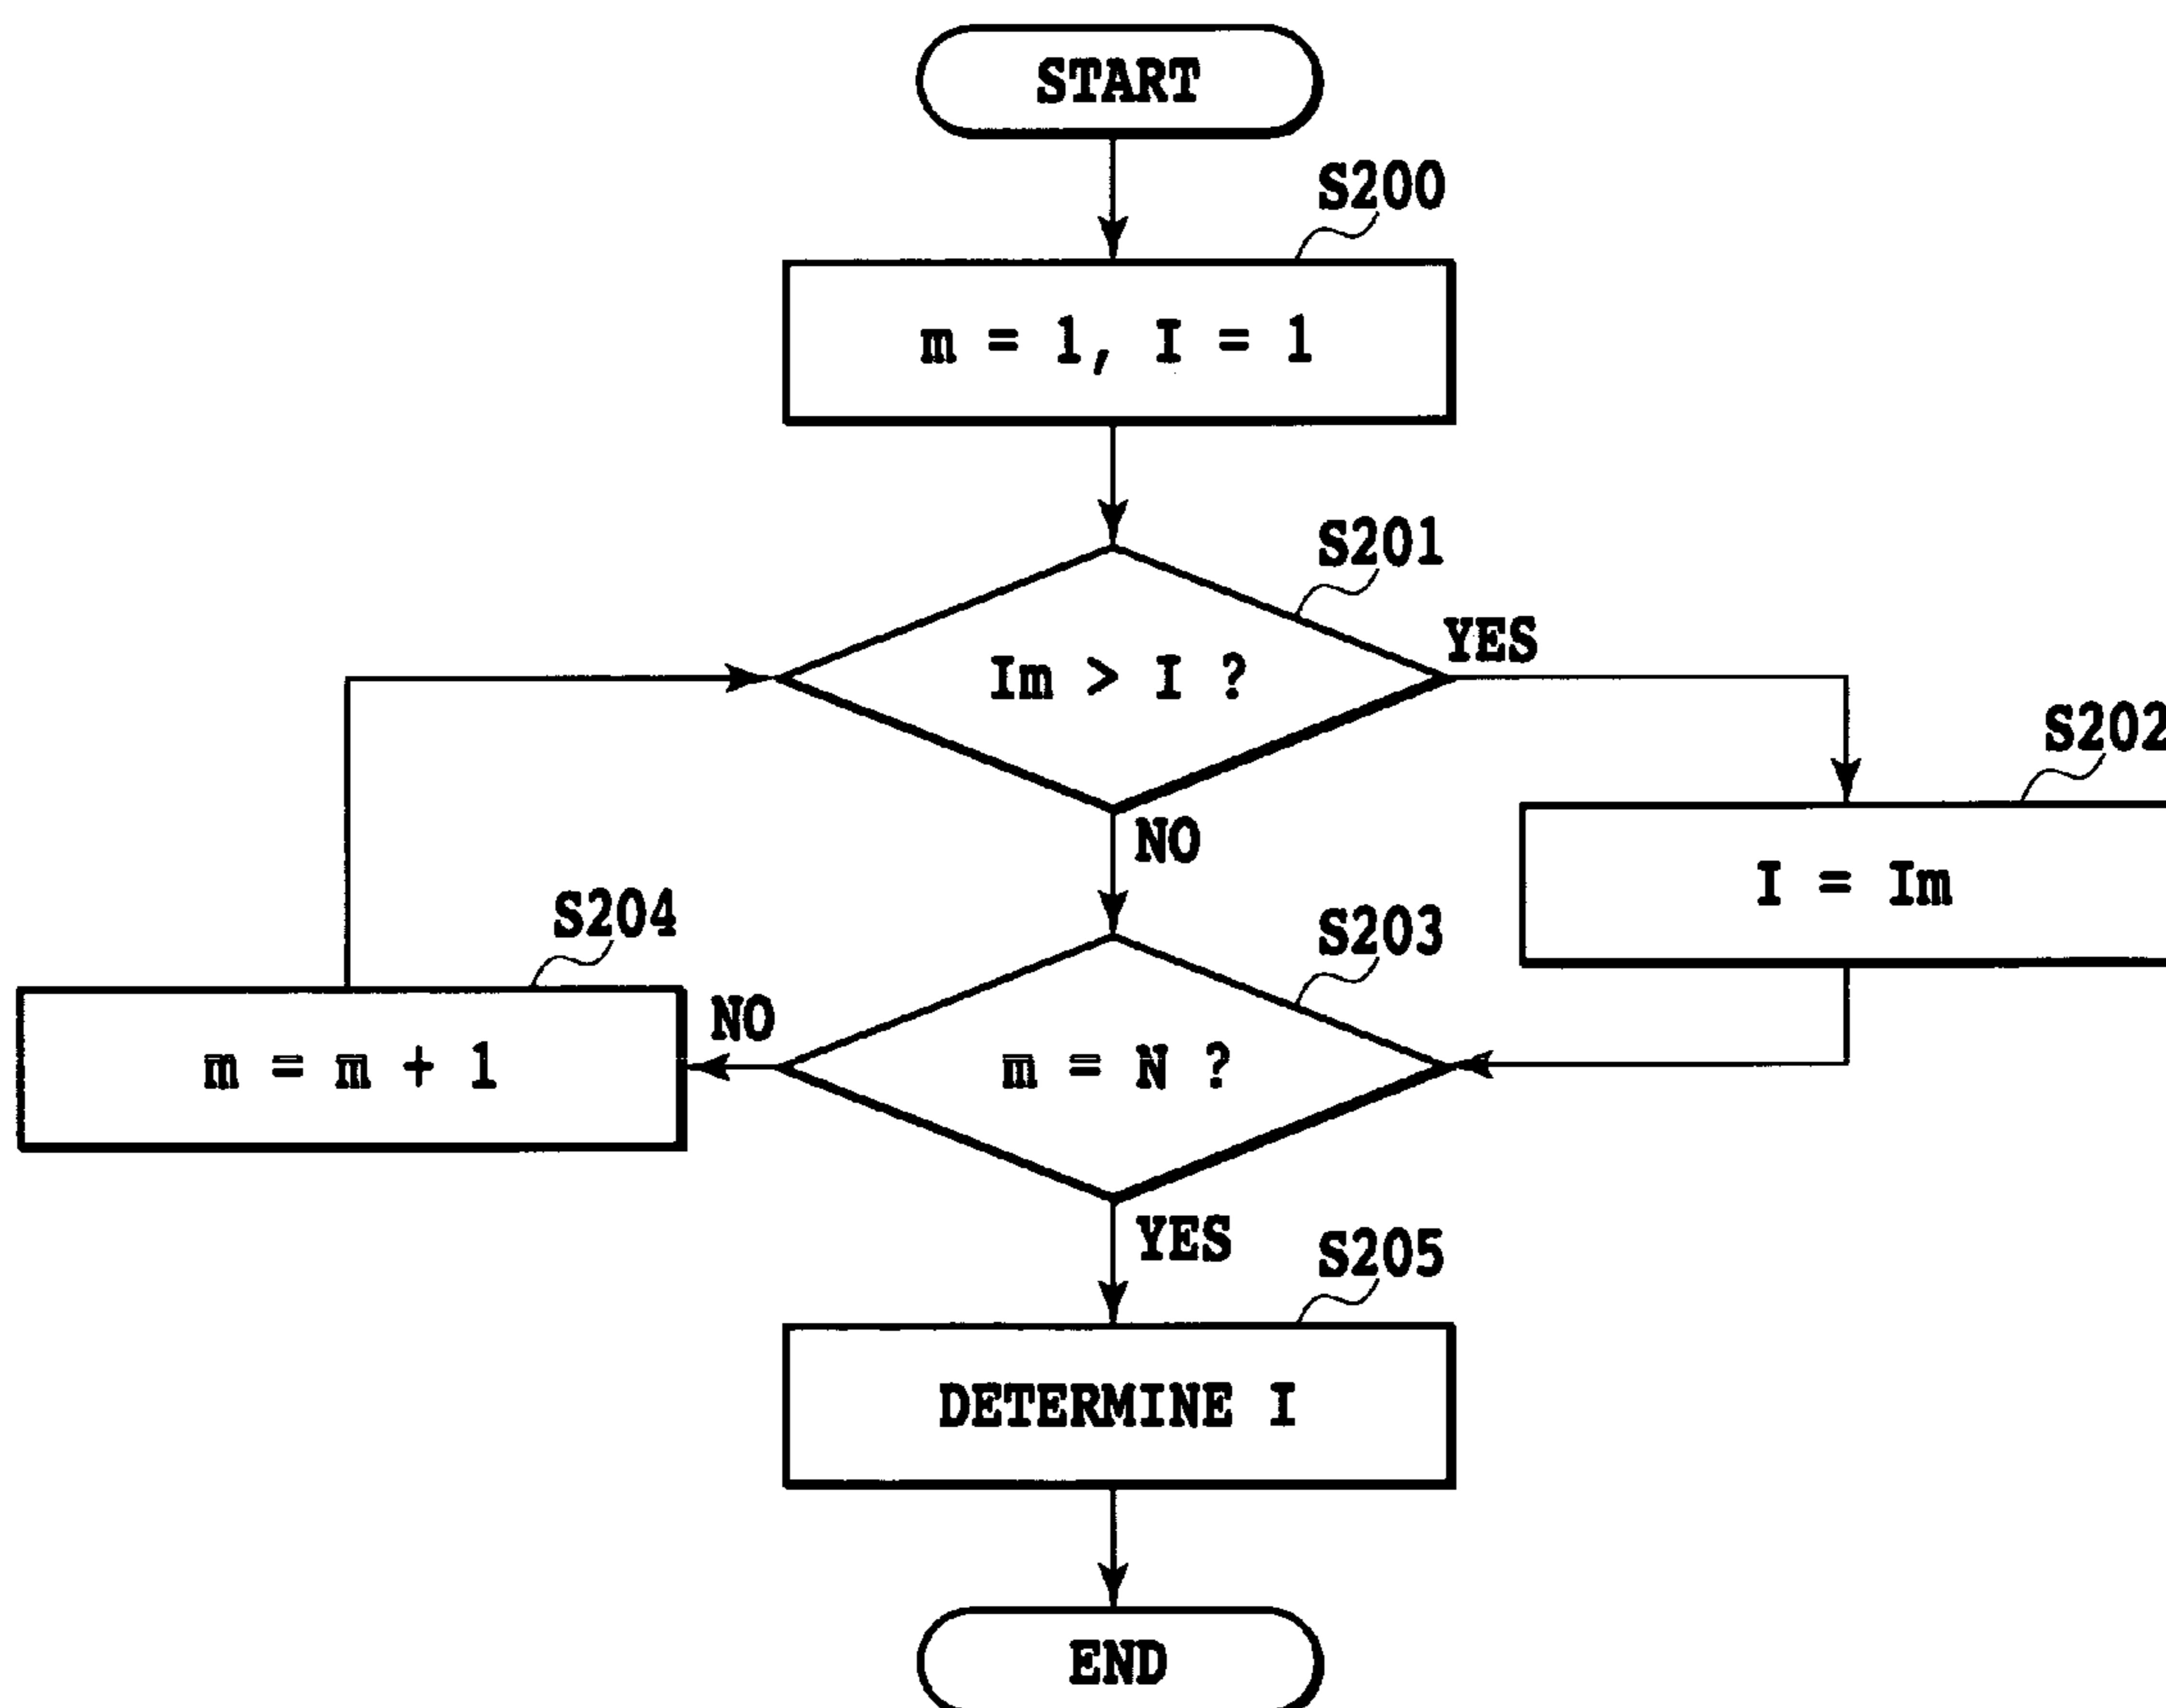 START
S200
m = 1, I = 1
S201
Im > I ?
YES
S202
I = Im
NO
S203
S204
m = N ?
NO
m = m + 1
YES
S205
DETERMINE I
END